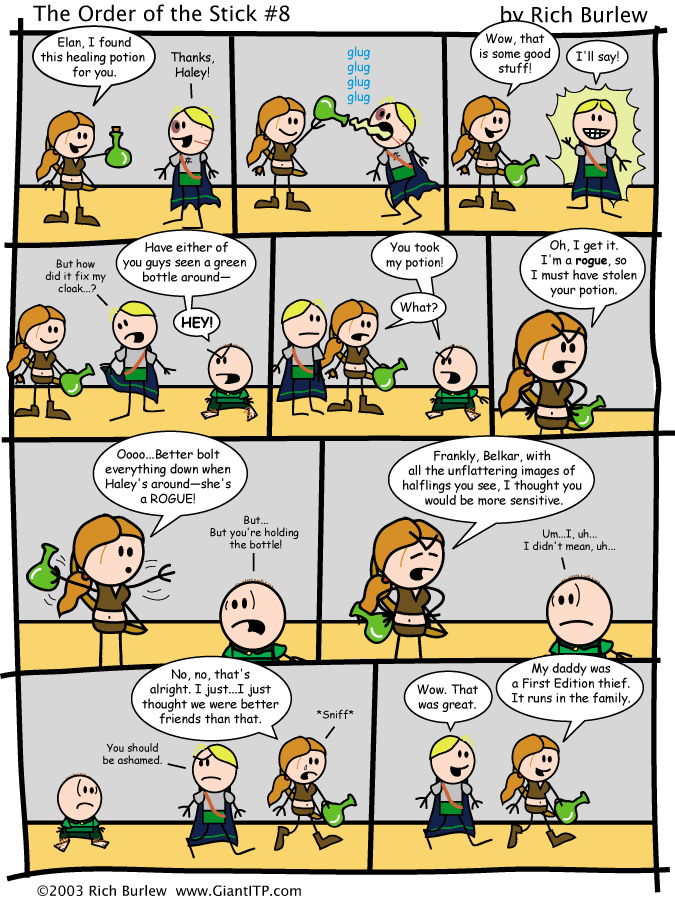 The Order of the Stick #8
by Rich Burlew
Elan, I found
this healing potion
for you.
Thanks,
Haley!
glug
glug
glug
glug
Wow, that
is some good
stuff!
I'll say!
But how
did it fix my
cloak...?
Have either of
you guys seen a green
bottle around—
HEY!
You took
my potion!
What?
Oh, I get it.
I'm a rogue, so
I must have stolen
your potion.
Oooo...Better bolt
everything down when
Haley's around—she's
a ROGUE!
But...
But you're holding
the bottle!
Frankly, Belkar, with
all the unflattering images of
halflings you see, I thought you
would be more sensitive.
Um...I, uh...
I didn't mean, uh...
No, no, that's
alright. I just...I just
thought we were better
friends than that.
*Sniff*
You should
be ashamed.
Wow. That
was great.
My daddy was
a First Edition thief.
It runs in the family.
©2003 Rich Burlew www.GiantITP.com